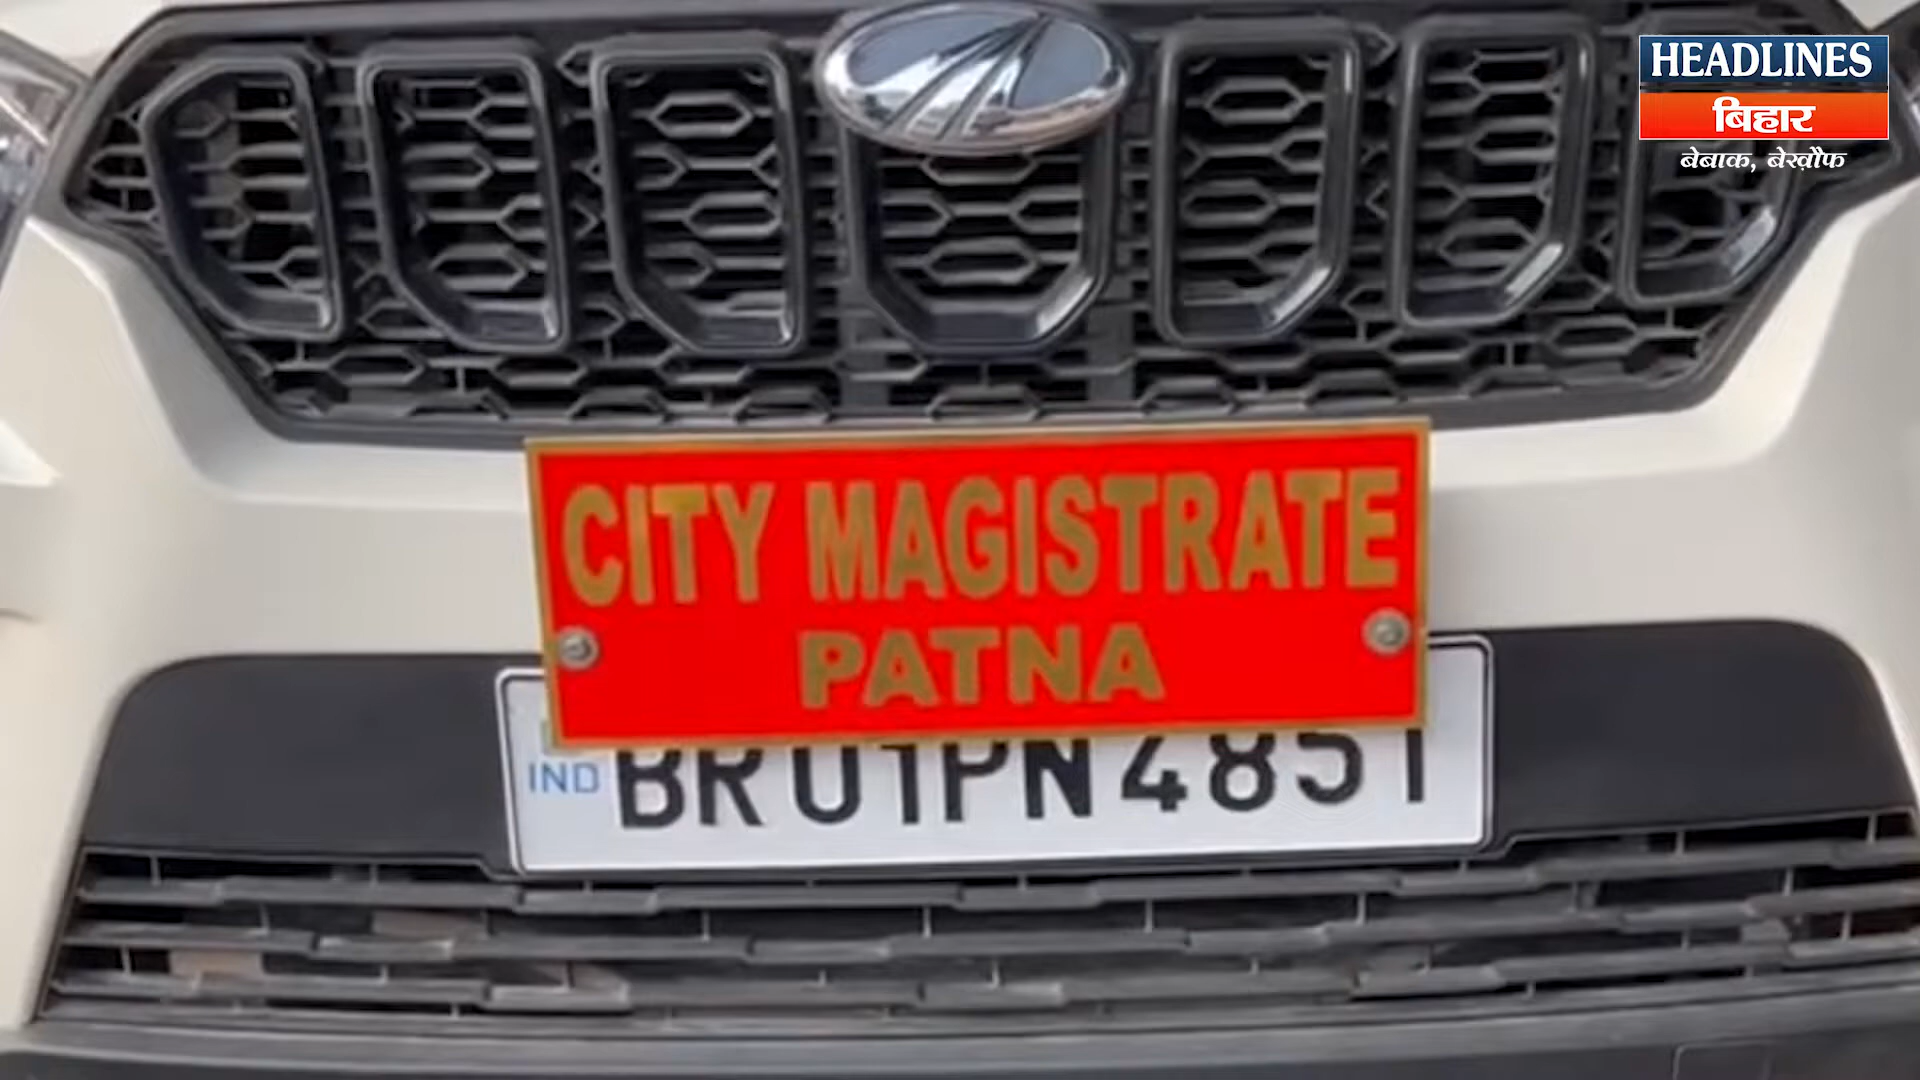 HEADLINES
बिहार
बेबाक, बेख़ौफ
CITY MAGISTRATE
PATNA
IND BR01PN4851